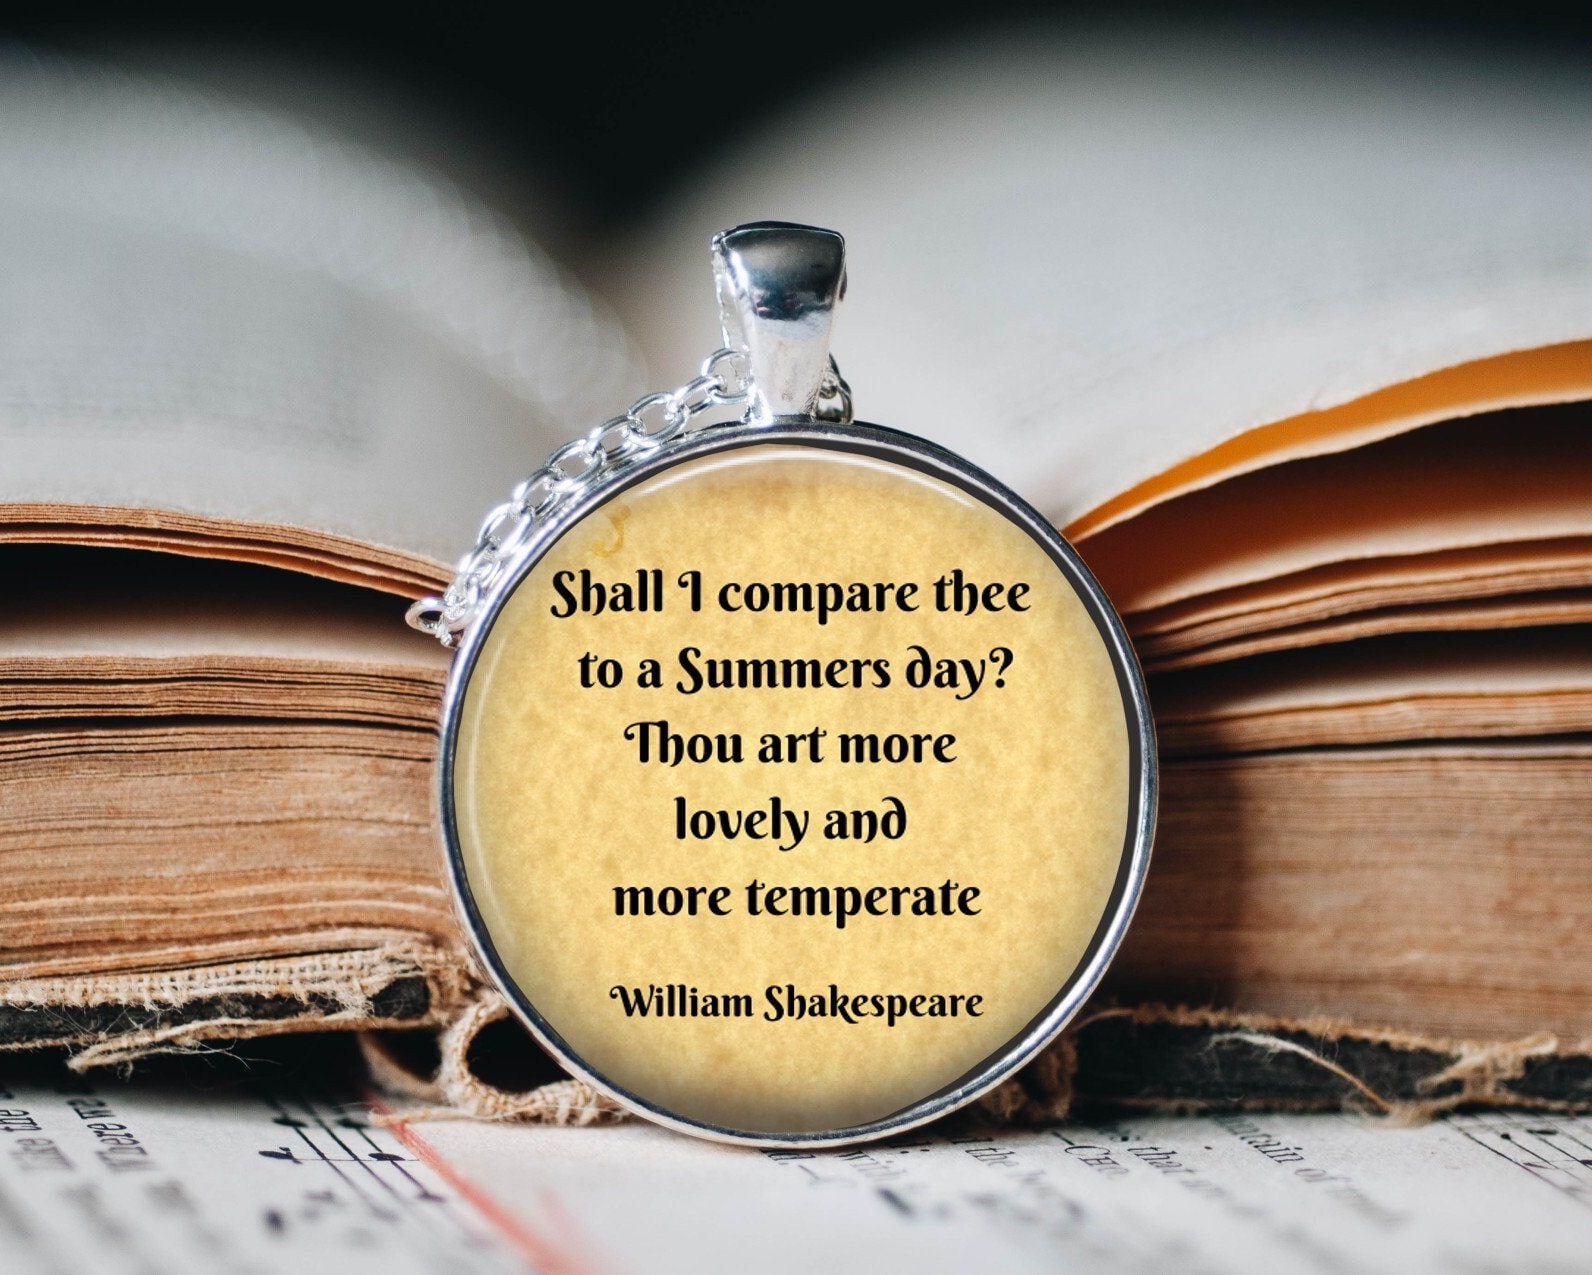 Shall I compare thee
to a Summers day?
Thou art more
lovely and
more temperate
William Shakespeare